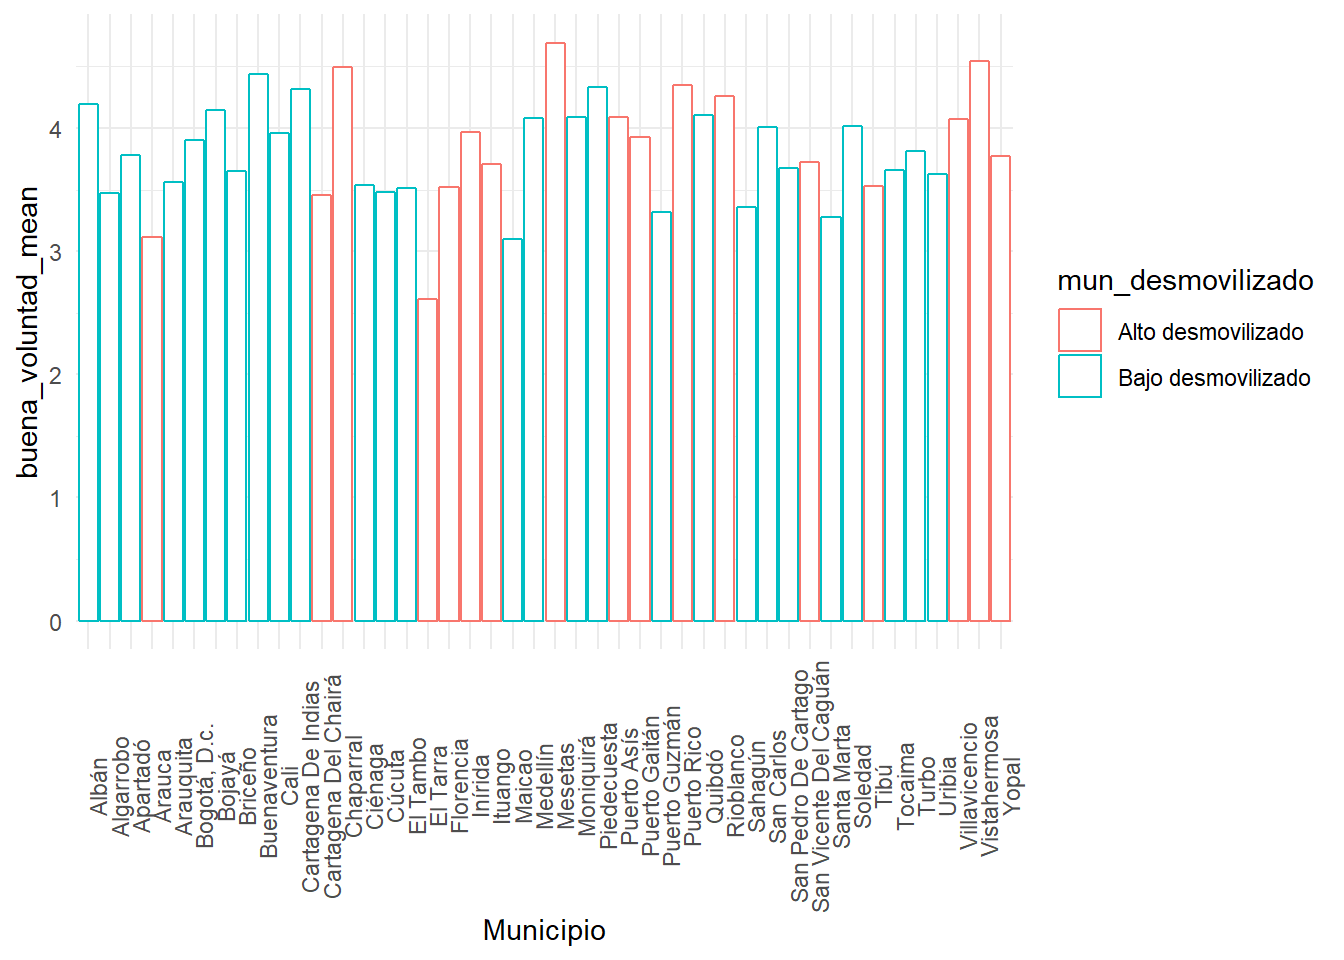 buena_voluntad_mean
4
3
2
1
0
Albán
Algarrobo
Apartadó
Arauca
Arauquita
Bogotá, D.c.
Bojayá
Briceño
Buenaventura
Cali
Cartagena De Indias
Cartagena Del Chairá
Chaparral
Ciénaga
Cúcuta
El Tambo
El Tarra
Florencia
Inírida
Ituango
Maicao
Medellín
Mesetas
Moniquirá
Piedecuesta
Puerto Asís
Puerto Gaitán
Puerto Guzmán
Puerto Rico
Quibdó
Rioblanco
Sahagún
San Carlos
San Pedro De Cartago
San Vicente Del Caguán
Santa Marta
Soledad
Tibú
Tocaima
Turbo
Uribia
Villavicencio
Vistahermosa
Yopal
Municipio
mun_desmovilizado
Alto desmovilizado
Bajo desmovilizado